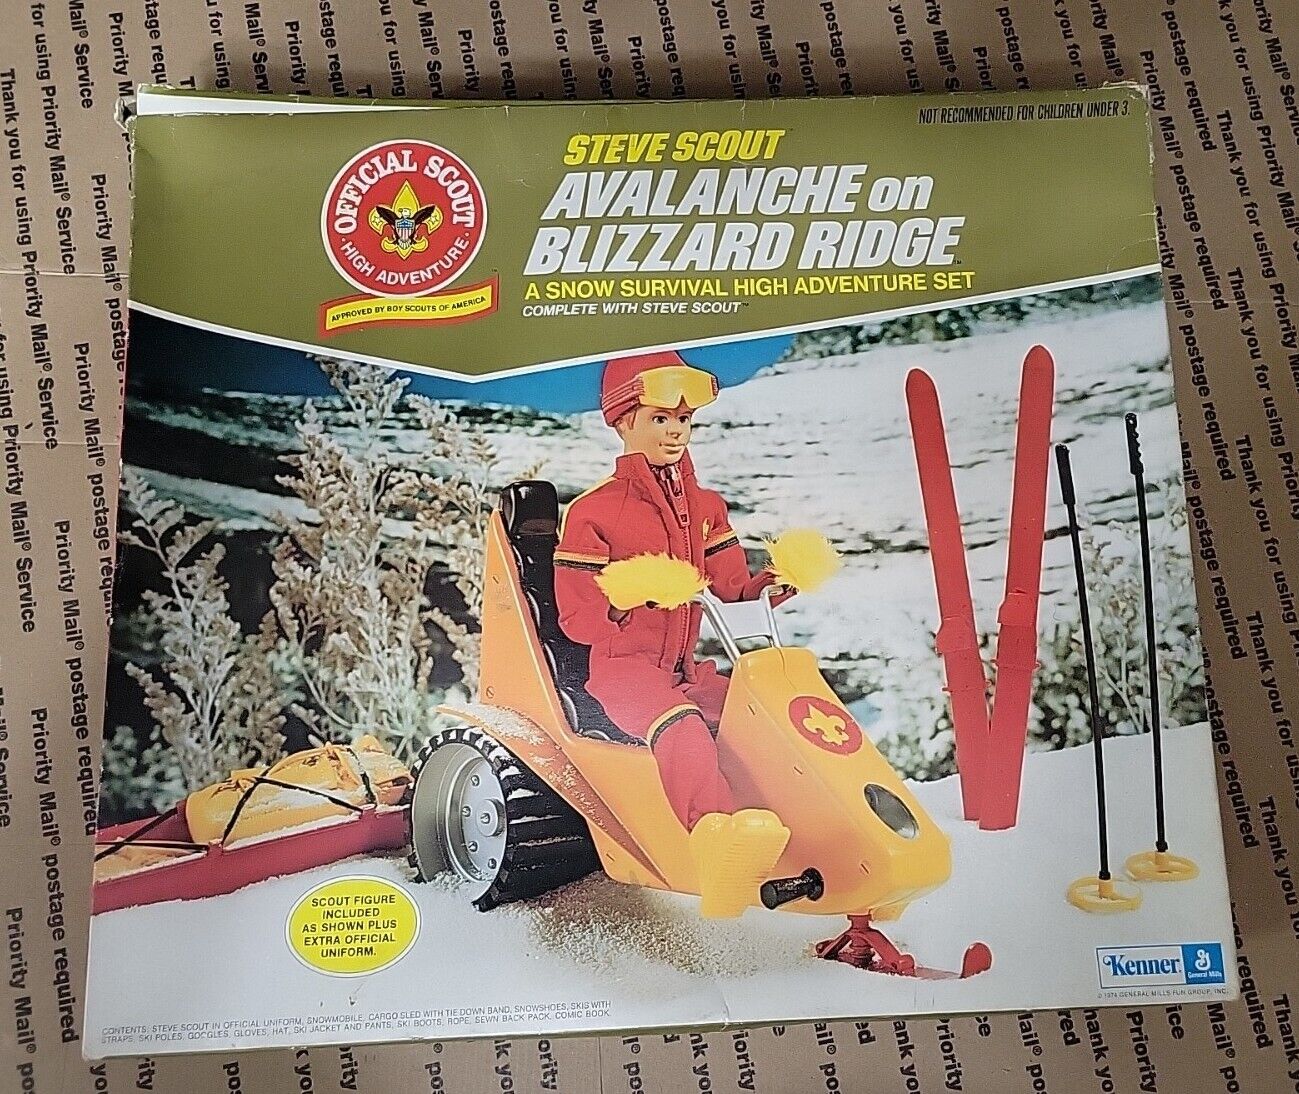 NOT RECOMMENDED FOR CHILDREN UNDER 3.
OFFICIAL SCOUT
· HIGH ADVENTURE ·
APPROVED BY BOY SCOUTS OF AMERICA
STEVE SCOUT™
AVALANCHE on
BLIZZARD RIDGE™
A SNOW SURVIVAL HIGH ADVENTURE SET
COMPLETE WITH STEVE SCOUT™
SCOUT FIGURE
INCLUDED
AS SHOWN PLUS
EXTRA OFFICIAL
UNIFORM.
Kenner
General Mills
© 1974 GENERAL MILLS FUN GROUP, INC.
CONTENTS: STEVE SCOUT IN OFFICIAL UNIFORM, SNOWMOBILE, CARGO SLED WITH TIE DOWN BAND, SNOWSHOES, SKIS WITH
STRAPS, SKI POLES, GOGGLES, GLOVES, HAT, SKI JACKET AND PANTS, SKI BOOTS, ROPE, SEWN BACK PACK, COMIC BOOK.
Thank you for using Priority Mail® Service
Priority Mail® postage required